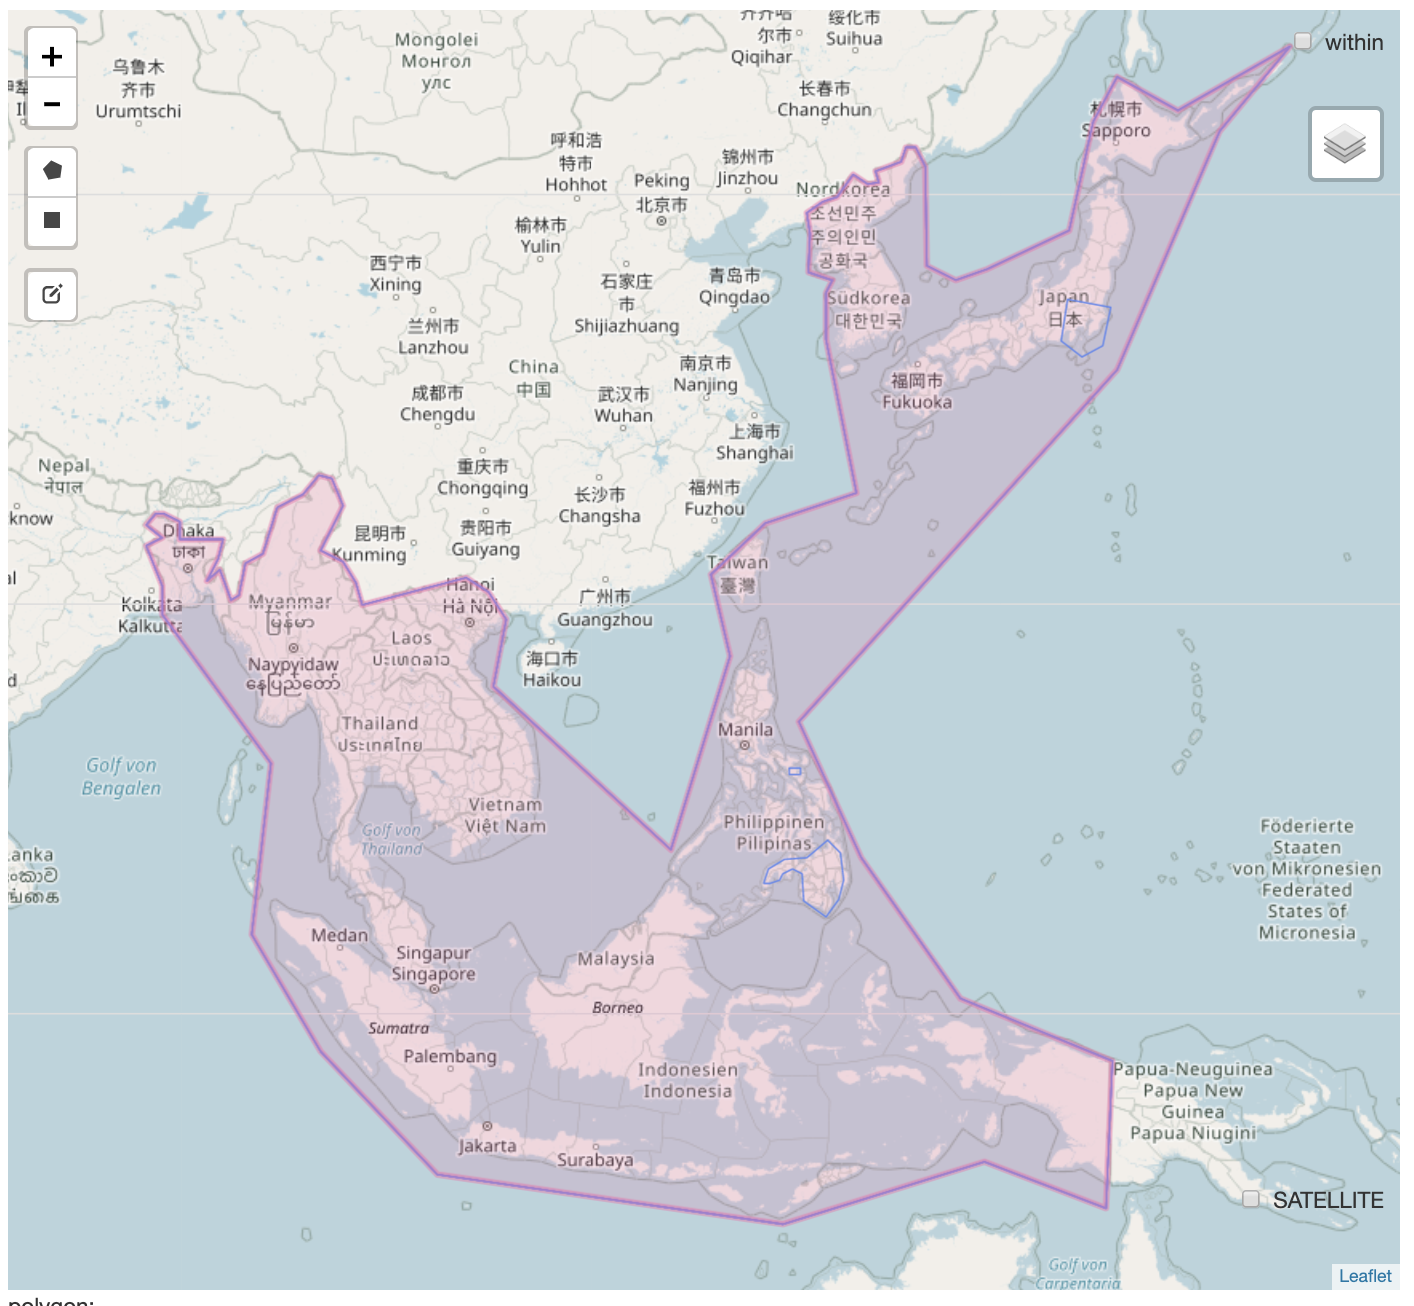 齐齐哈
尔市
Qiqihar
绥化市
Suihua
within
Mongolei
Монгол
улс
乌鲁木
齐市
Urumtschi
长春市
Changchun
札幌市
Sapporo
呼和浩
特市
Hohhot
锦州市
Jinzhou
Peking
北京市
Nordkorea
조선민주
주의인민
공화국
榆林市
Yulin
西宁市
Xining
石家庄
市
Shijiazhuang
青岛市
Qingdao
Südkorea
대한민국
Japan
日本
兰州市
Lanzhou
China
中国
南京市
Nanjing
福岡市
Fukuoka
成都市
Chengdu
武汉市
Wuhan
上海市
Shanghai
Nepal
नेपाल
know
重庆市
Chongqing
长沙市
Changsha
福州市
Fuzhou
Dhaka
ঢাকা
昆明市
Kunming
贵阳市
Guiyang
Taiwan
臺灣
Kolkata
Kalkutta
Myanmar
မြန်မာ
Hanoi
Hà Nội
广州市
Guangzhou
Laos
ປະເທດລາວ
Naypyidaw
နေပြည်တော်
海口市
Haikou
Thailand
ประเทศไทย
Manila
Golf von
Bengalen
Vietnam
Việt Nam
Golf von
Thailand
Philippinen
Pilipinas
Föderierte
Staaten
von Mikronesien
Federated
States of
Micronesia
Medan
Singapur
Singapore
Malaysia
Borneo
Sumatra
Palembang
Indonesien
Indonesia
Papua-Neuguinea
Papua New
Guinea
Papua Niugini
Jakarta
Surabaya
SATELLITE
Golf von
Carpentaria
Leaflet
polygon: